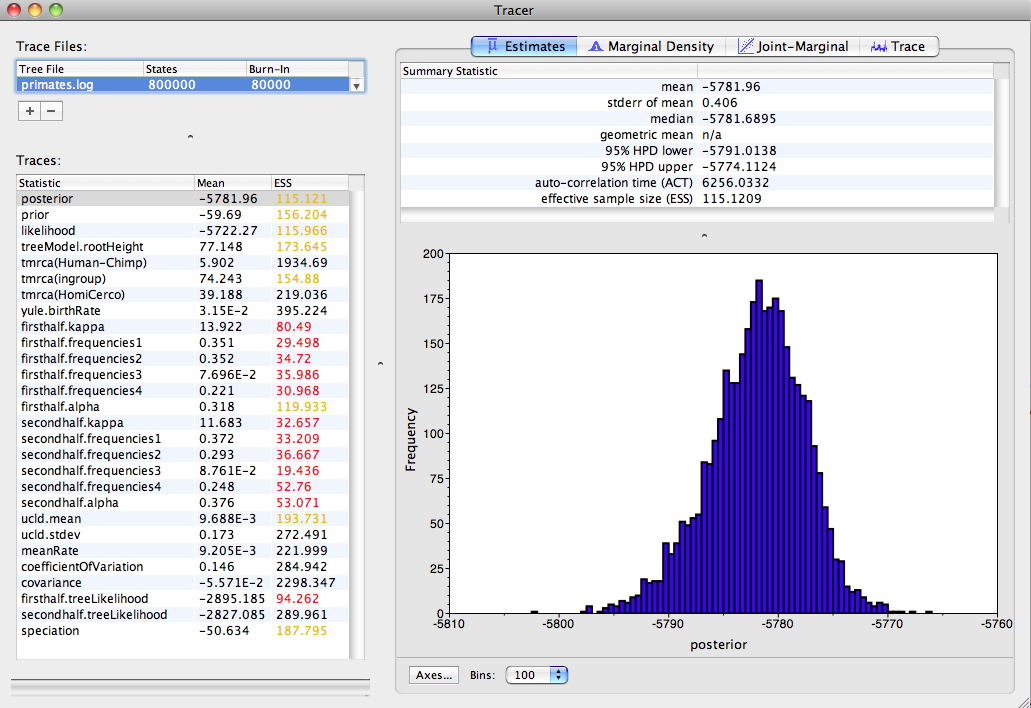 Tracer
Trace Files:
Tree File States Burn-In
primates.log 800000 80000
+ −
Traces:
Statistic Mean ESS
posterior -5781.96 115.121
prior -59.69 156.204
likelihood -5722.27 115.966
treeModel.rootHeight 77.148 173.645
tmrca(Human-Chimp) 5.902 1934.69
tmrca(ingroup) 74.243 154.88
tmrca(HomiCerco) 39.188 219.036
yule.birthRate 3.15E-2 395.224
firsthalf.kappa 13.922 80.49
firsthalf.frequencies1 0.351 29.498
firsthalf.frequencies2 0.352 34.72
firsthalf.frequencies3 7.696E-2 35.986
firsthalf.frequencies4 0.221 30.968
firsthalf.alpha 0.318 119.933
secondhalf.kappa 11.683 32.657
secondhalf.frequencies1 0.372 33.209
secondhalf.frequencies2 0.293 36.667
secondhalf.frequencies3 8.761E-2 19.436
secondhalf.frequencies4 0.248 52.76
secondhalf.alpha 0.376 53.071
ucld.mean 9.688E-3 193.731
ucld.stdev 0.173 272.491
meanRate 9.205E-3 221.999
coefficientOfVariation 0.146 284.942
covariance -5.571E-2 2298.347
firsthalf.treeLikelihood -2895.185 94.262
secondhalf.treeLikelihood -2827.085 289.961
speciation -50.634 187.795
Estimates Marginal Density Joint-Marginal Trace
Summary Statistic
mean -5781.96
stderr of mean 0.406
median -5781.6895
geometric mean n/a
95% HPD lower -5791.0138
95% HPD upper -5774.1124
auto-correlation time (ACT) 6256.0332
effective sample size (ESS) 115.1209
200
175
150
125
100
75
50
25
0
Frequency
-5810 -5800 -5790 -5780 -5770 -5760
posterior
Axes... Bins: 100